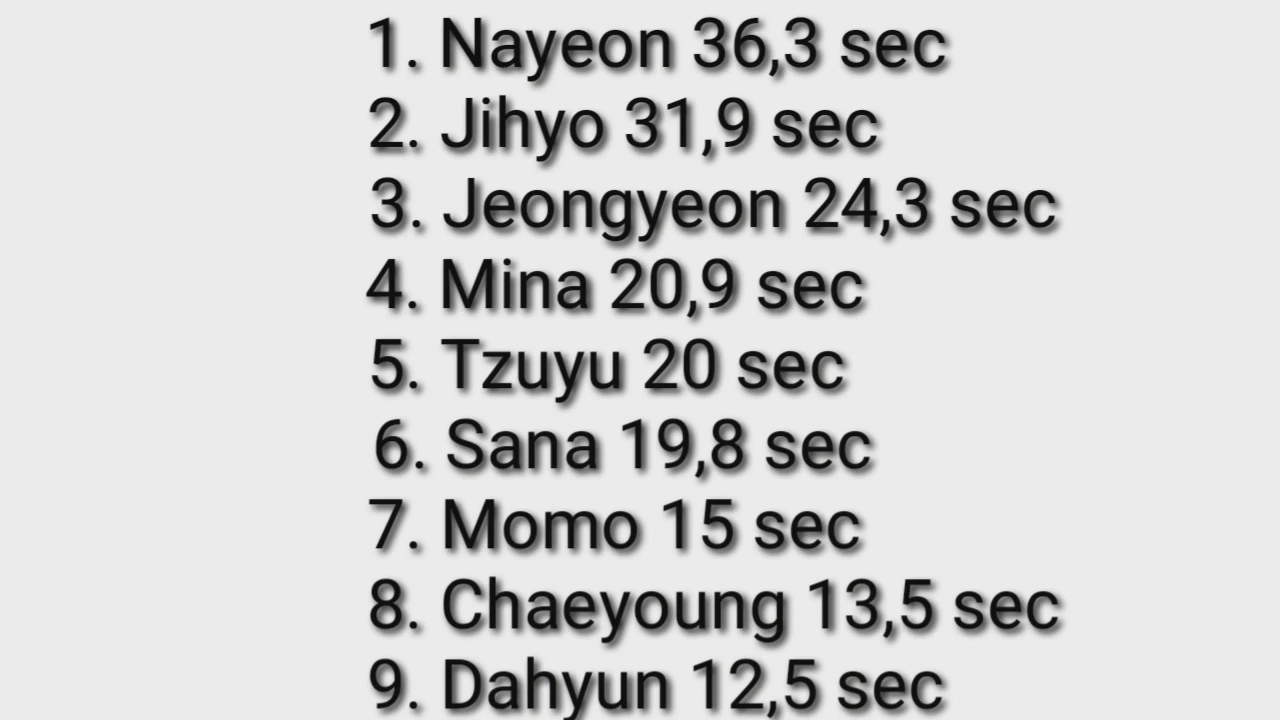 1. Nayeon 36,3 sec
2. Jihyo 31,9 sec
3. Jeongyeon 24,3 sec
4. Mina 20,9 sec
5. Tzuyu 20 sec
6. Sana 19,8 sec
7. Momo 15 sec
8. Chaeyoung 13,5 sec
9. Dahyun 12,5 sec